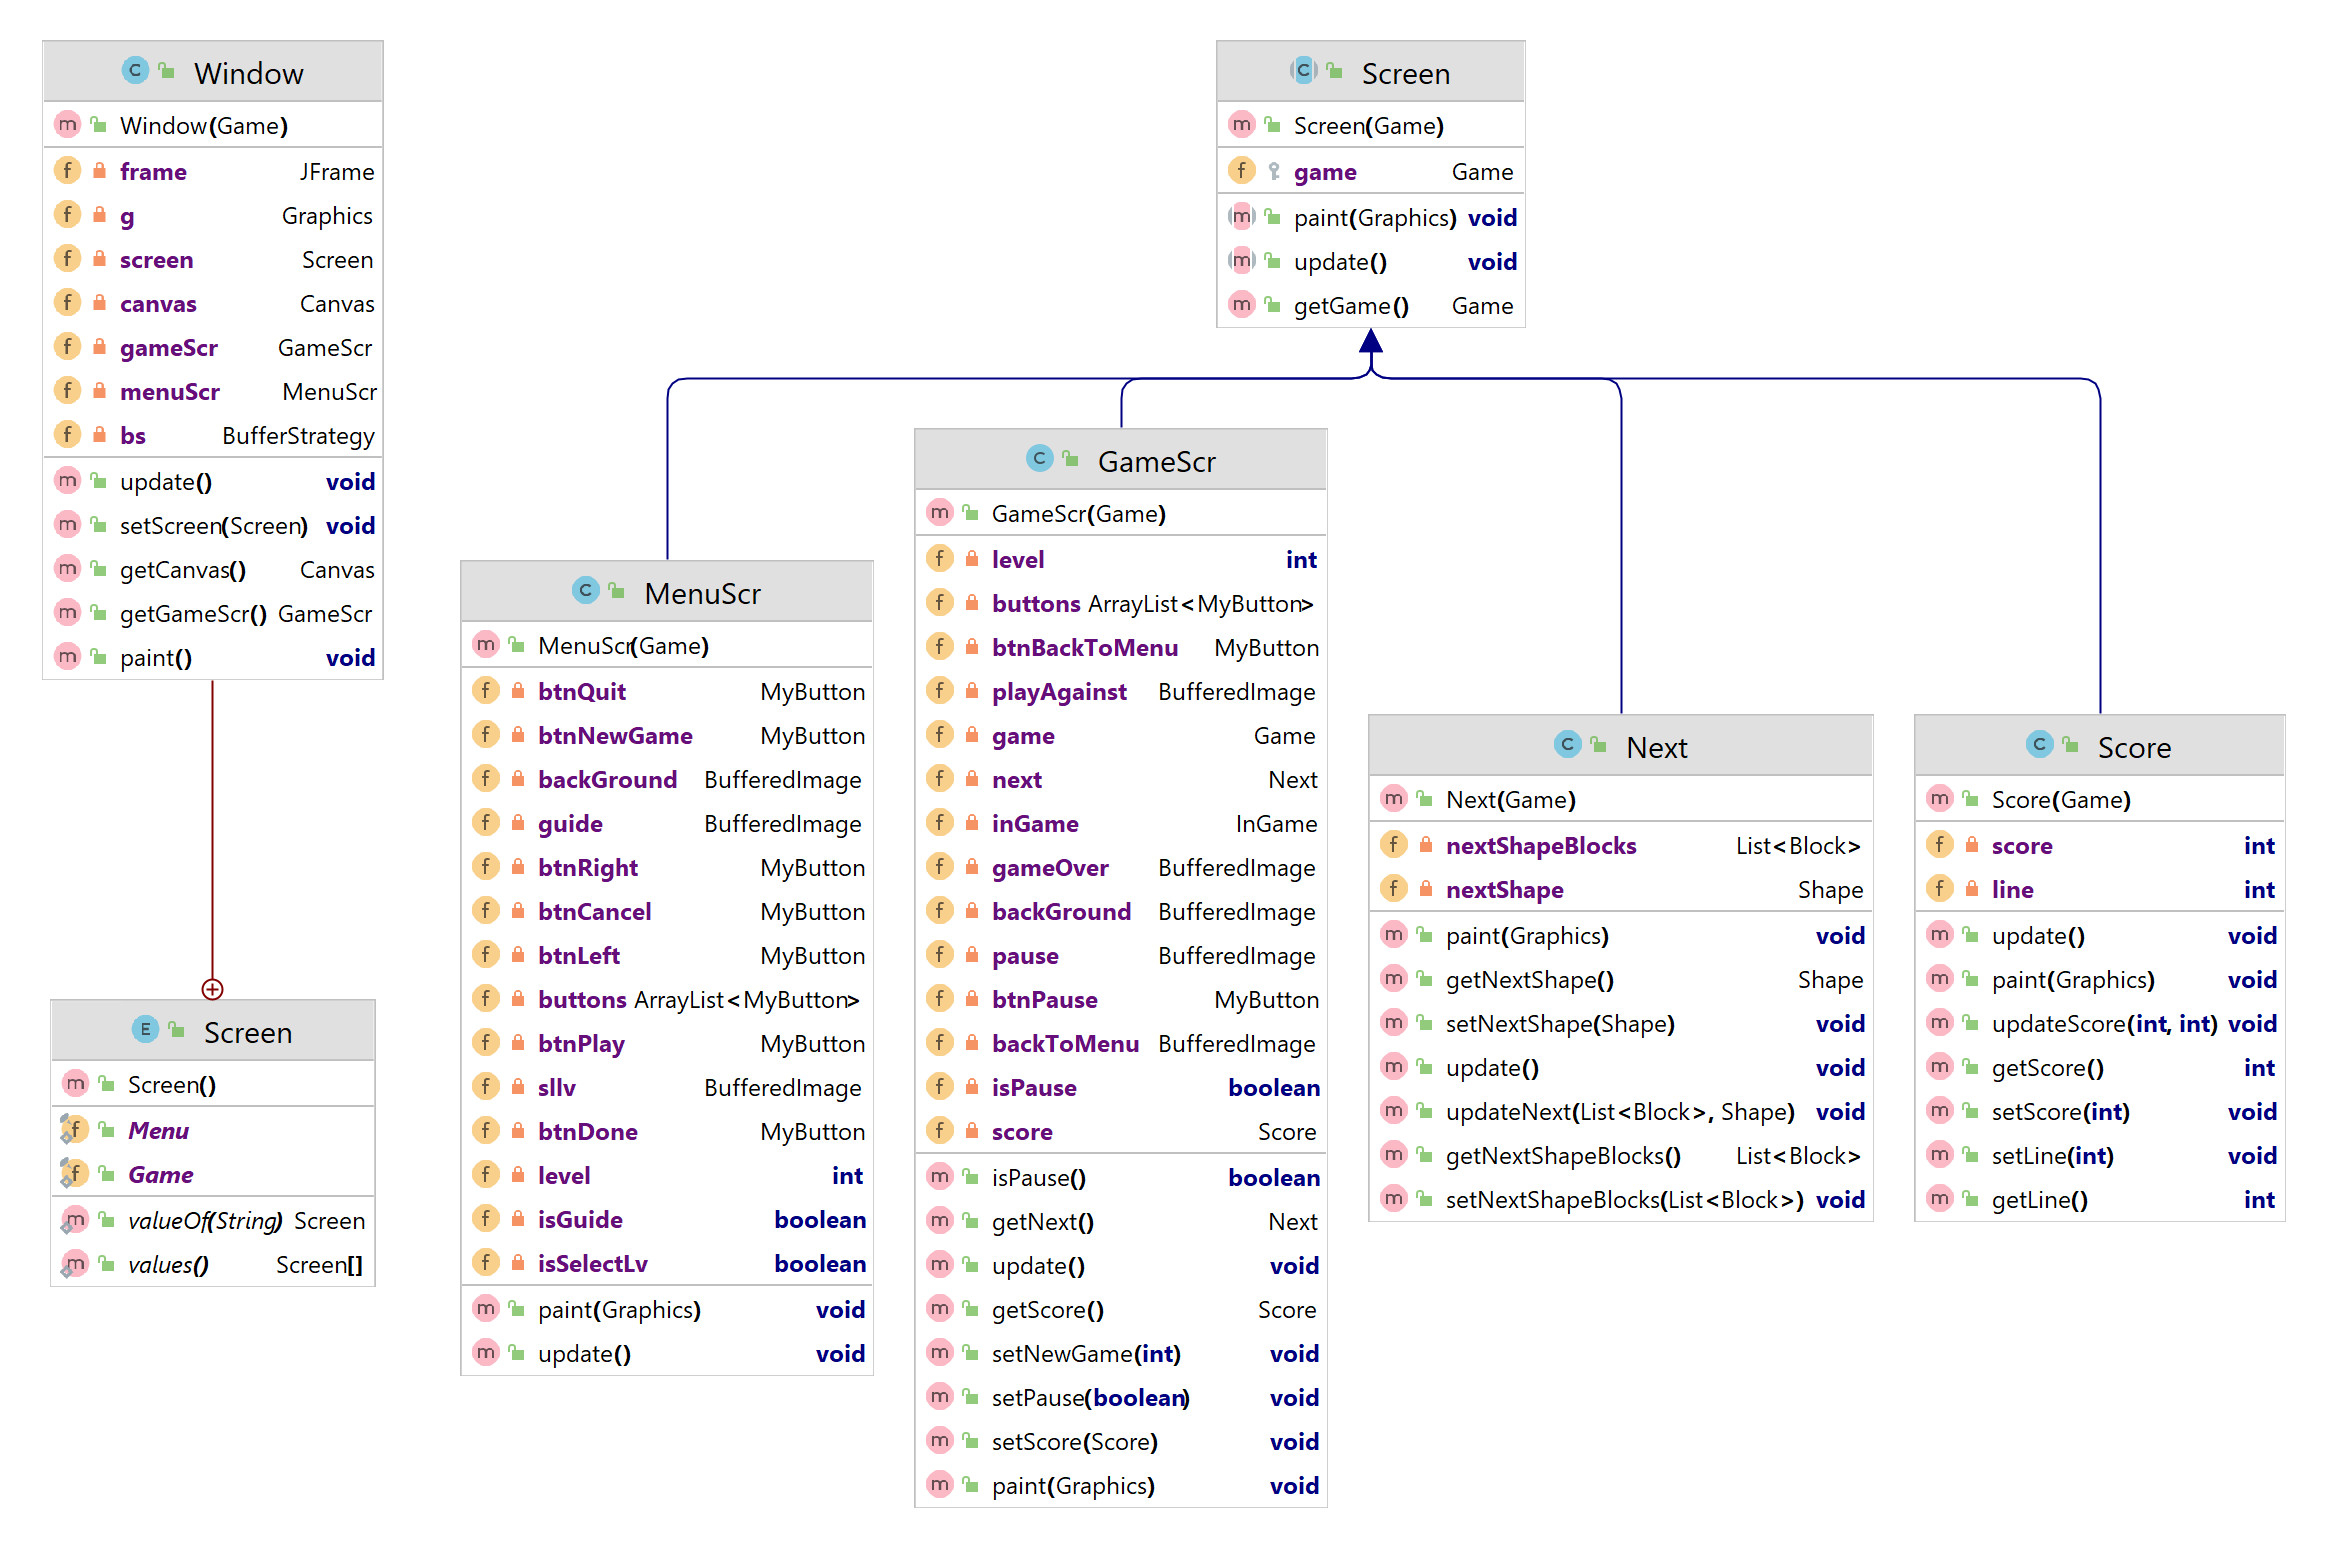 Window
Window(Game)
frame JFrame
g Graphics
screen Screen
canvas Canvas
gameScr GameScr
menuScr MenuScr
bs BufferStrategy
update() void
setScreen(Screen) void
getCanvas() Canvas
getGameScr() GameScr
paint() void
Screen
Screen()
Menu
Game
valueOf(String) Screen
values() Screen[]
Screen
Screen(Game)
game Game
paint(Graphics) void
update() void
getGame() Game
MenuScr
MenuScr(Game)
btnQuit MyButton
btnNewGame MyButton
backGround BufferedImage
guide BufferedImage
btnRight MyButton
btnCancel MyButton
btnLeft MyButton
buttons ArrayList<MyButton>
btnPlay MyButton
sllv BufferedImage
btnDone MyButton
level int
isGuide boolean
isSelectLv boolean
paint(Graphics) void
update() void
GameScr
GameScr(Game)
level int
buttons ArrayList<MyButton>
btnBackToMenu MyButton
playAgainst BufferedImage
game Game
next Next
inGame InGame
gameOver BufferedImage
backGround BufferedImage
pause BufferedImage
btnPause MyButton
backToMenu BufferedImage
isPause boolean
score Score
isPause() boolean
getNext() Next
update() void
getScore() Score
setNewGame(int) void
setPause(boolean) void
setScore(Score) void
paint(Graphics) void
Next
Next(Game)
nextShapeBlocks List<Block>
nextShape Shape
paint(Graphics) void
getNextShape() Shape
setNextShape(Shape) void
update() void
updateNext(List<Block>, Shape) void
getNextShapeBlocks() List<Block>
setNextShapeBlocks(List<Block>) void
Score
Score(Game)
score int
line int
update() void
paint(Graphics) void
updateScore(int, int) void
getScore() int
setScore(int) void
setLine(int) void
getLine() int